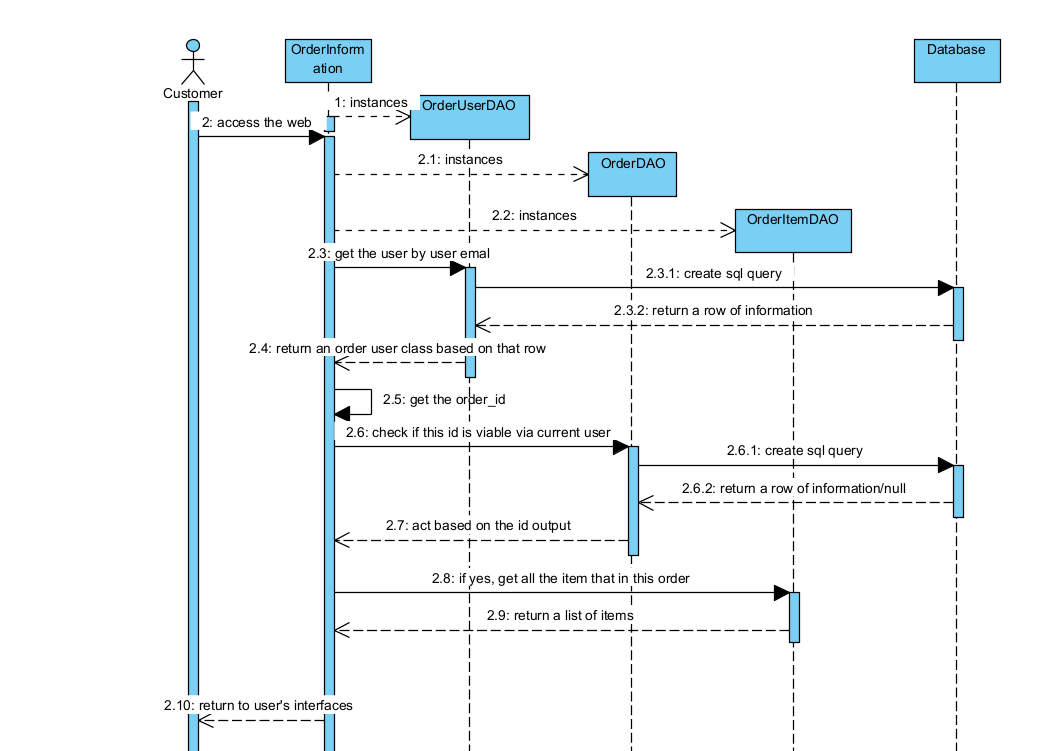 OrderInform
ation
Database
Customer
1: instances
OrderUserDAO
2: access the web
2.1: instances
OrderDAO
2.2: instances
OrderItemDAO
2.3: get the user by user emal
2.3.1: create sql query
2.3.2: return a row of information
2.4: return an order user class based on that row
2.5: get the order_id
2.6: check if this id is viable via current user
2.6.1: create sql query
2.6.2: return a row of information/null
2.7: act based on the id output
2.8: if yes, get all the item that in this order
2.9: return a list of items
2.10: return to user's interfaces